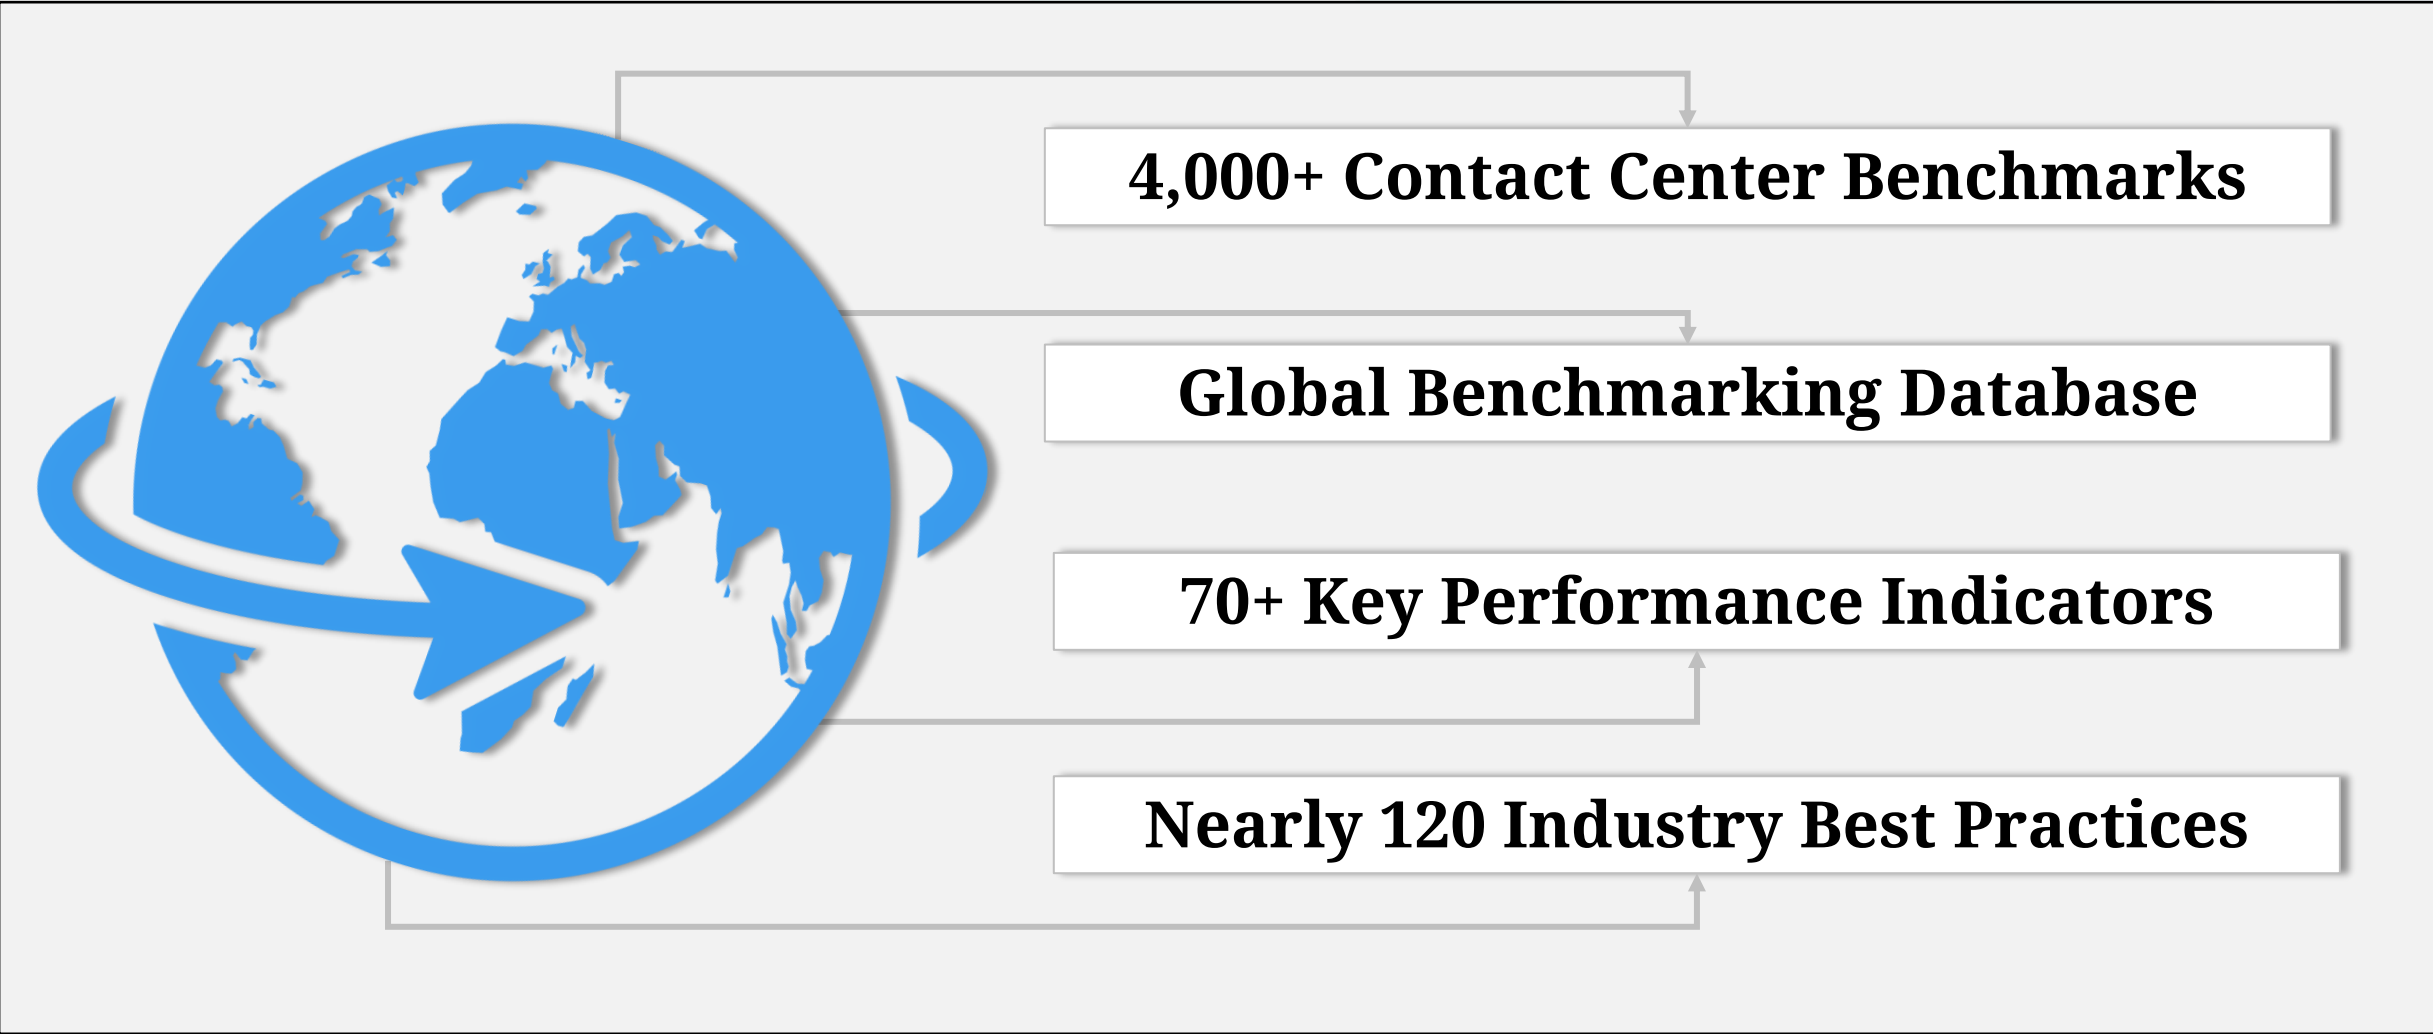 4,000+ Contact Center Benchmarks
Global Benchmarking Database
70+ Key Performance Indicators
Nearly 120 Industry Best Practices